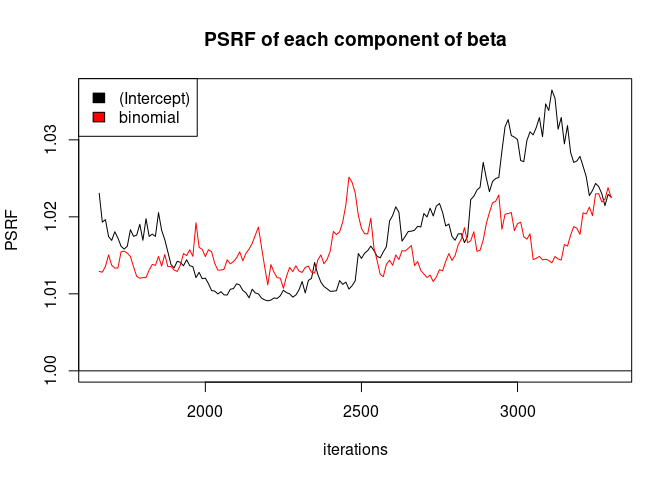 PSRF of each component of beta
(Intercept)
binomial
PSRF
1.03
1.02
1.01
1.00
2000 2500 3000
iterations